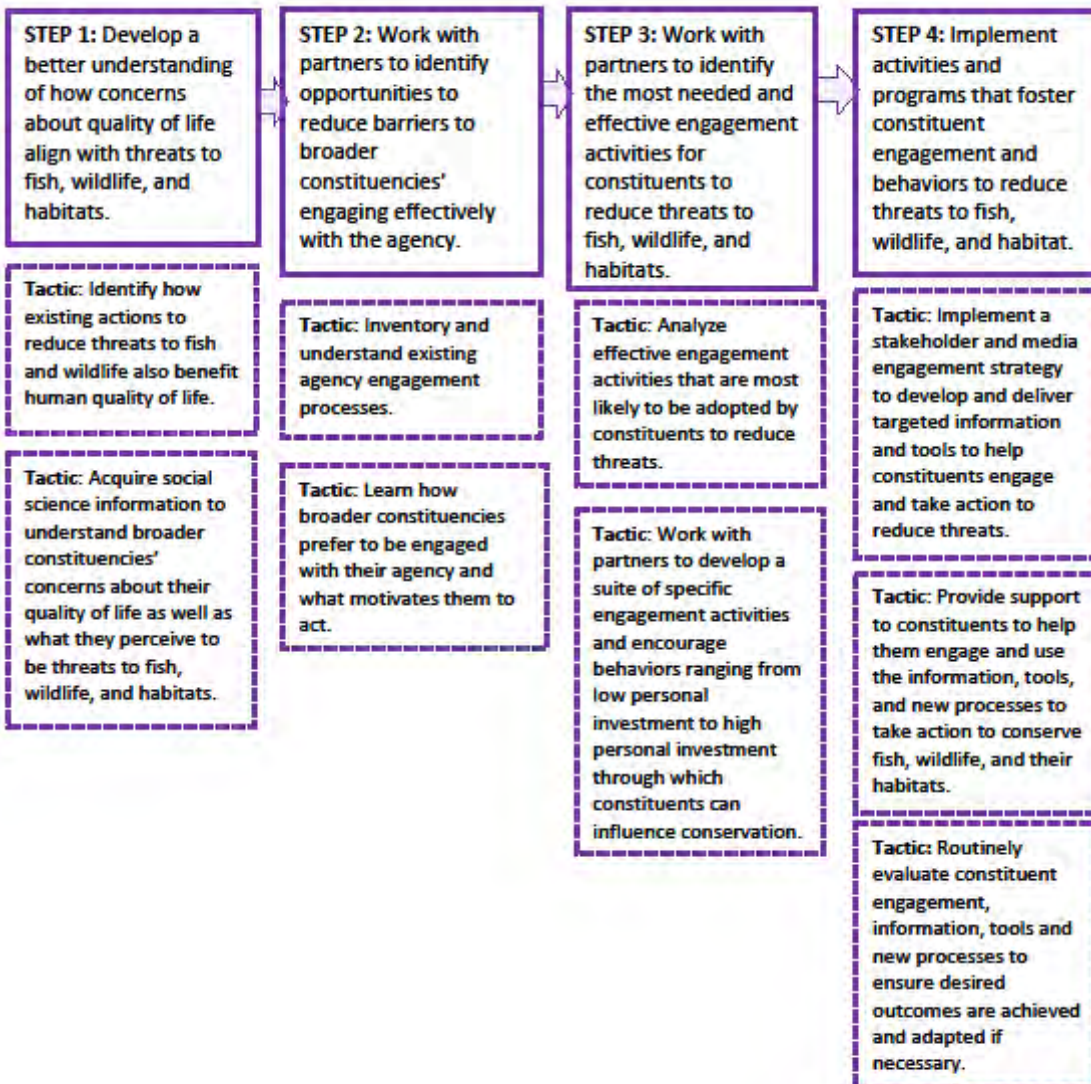 STEP 1: Develop a
better understanding
of how concerns
about quality of life
align with threats to
fish, wildlife, and
habitats.
Tactic: Identify how
existing actions to
reduce threats to fish
and wildlife also benefit
human quality of life.
Tactic: Acquire social
science information to
understand broader
constituencies'
concerns about their
quality of life as well as
what they perceive to
be threats to fish,
wildlife, and habitats.
STEP 2: Work with
partners to identify
opportunities to
reduce barriers to
broader
constituencies'
engaging effectively
with the agency.
Tactic: Inventory and
understand existing
agency engagement
processes.
Tactic: Learn how
broader constituencies
prefer to be engaged
with their agency and
what motivates them to
act.
STEP 3: Work with
partners to identify
the most needed and
effective engagement
activities for
constituents to
reduce threats to
fish, wildlife, and
habitats.
Tactic: Analyze
effective engagement
activities that are most
likely to be adopted by
constituents to reduce
threats.
Tactic: Work with
partners to develop a
suite of specific
engagement activities
and encourage
behaviors ranging from
low personal
investment to high
personal investment
through which
constituents can
influence conservation.
STEP 4: Implement
activities and
programs that foster
constituent
engagement and
behaviors to reduce
threats to fish,
wildlife, and habitat.
Tactic: Implement a
stakeholder and media
engagement strategy
to develop and deliver
targeted information
and tools to help
constituents engage
and take action to
reduce threats.
Tactic: Provide support
to constituents to help
them engage and use
the information, tools,
and new processes to
take action to conserve
fish, wildlife, and their
habitats.
Tactic: Routinely
evaluate constituent
engagement,
information, tools and
new processes to
ensure desired
outcomes are achieved
and adapted if
necessary.